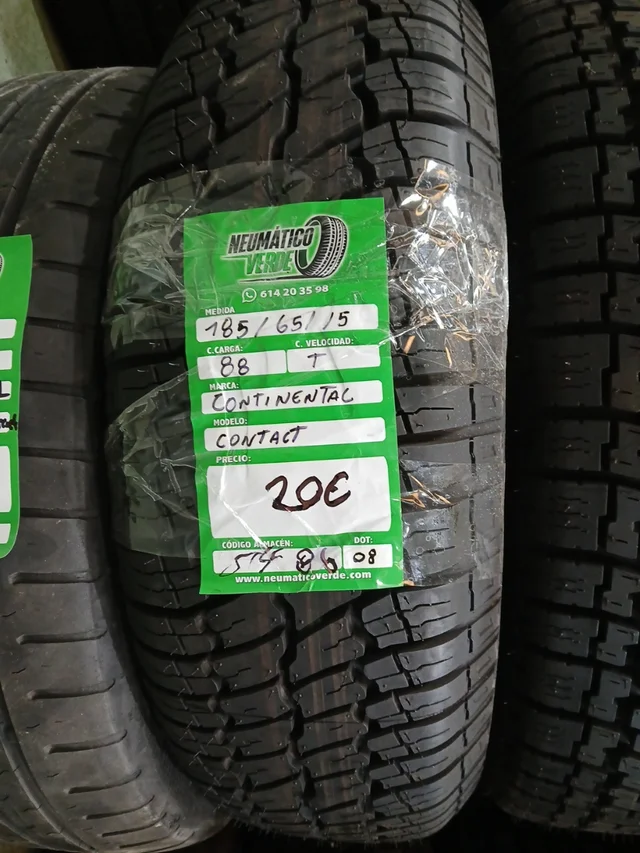 NEUMÁTICO
VERDE
614 20 35 98
MEDIDA
185/65/15
C.CARGA: C. VELOCIDAD:
88 T
MARCA:
CONTINENTAL
MODELO:
CONTACT
PRECIO:
20€
CÓDIGO ALMACÉN: DOT:
08
www.neumaticoverde.com